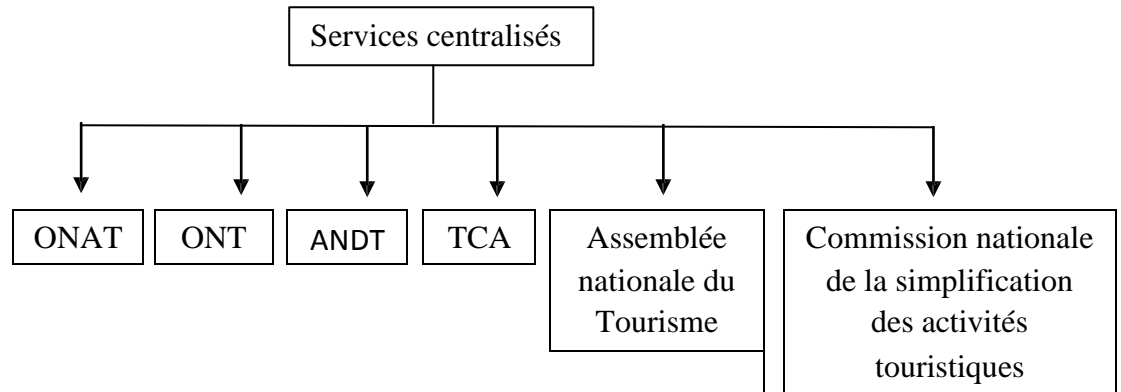 Services centralisés
ONAT
ONT
ANDT
TCA
Assemblée
nationale du
Tourisme
Commission nationale
de la simplification
des activités
touristiques